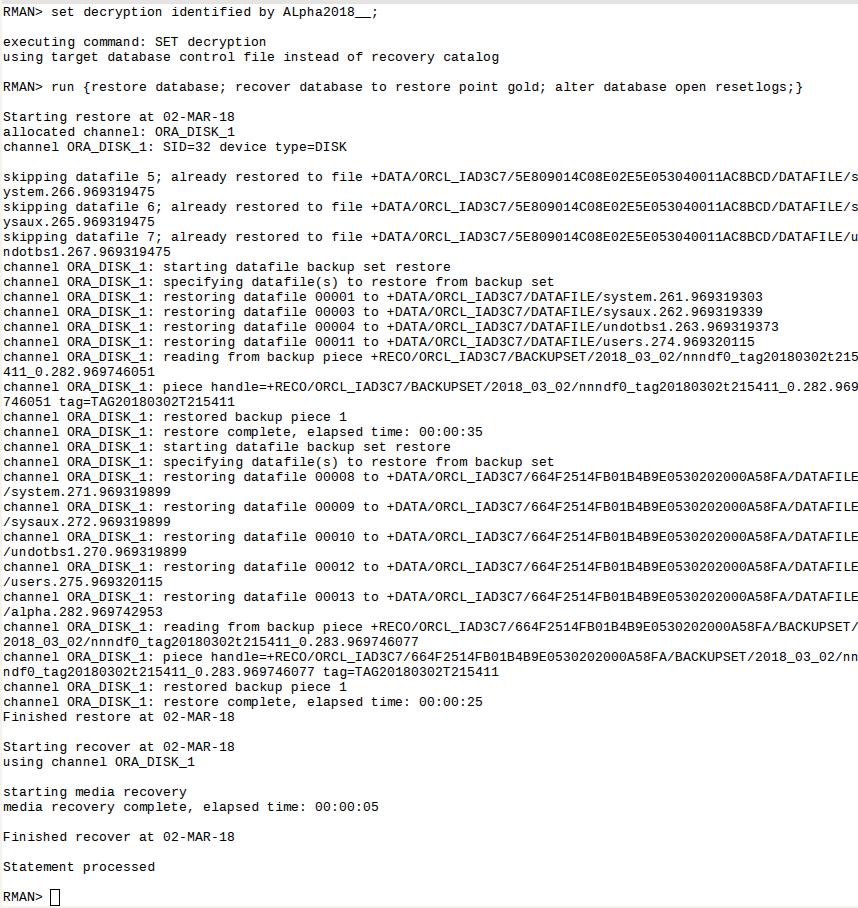 RMAN> set decryption identified by ALpha2018__;
executing command: SET decryption
using target database control file instead of recovery catalog
RMAN> run {restore database; recover database to restore point gold; alter database open resetlogs;}
Starting restore at 02-MAR-18
allocated channel: ORA_DISK_1
channel ORA_DISK_1: SID=32 device type=DISK
skipping datafile 5; already restored to file +DATA/ORCL_IAD3C7/5E809014C08E02E5E053040011AC8BCD/DATAFILE/s
ystem.266.969319475
skipping datafile 6; already restored to file +DATA/ORCL_IAD3C7/5E809014C08E02E5E053040011AC8BCD/DATAFILE/s
ysaux.265.969319475
skipping datafile 7; already restored to file +DATA/ORCL_IAD3C7/5E809014C08E02E5E053040011AC8BCD/DATAFILE/u
ndotbs1.267.969319475
channel ORA_DISK_1: starting datafile backup set restore
channel ORA_DISK_1: specifying datafile(s) to restore from backup set
channel ORA_DISK_1: restoring datafile 00001 to +DATA/ORCL_IAD3C7/DATAFILE/system.261.969319303
channel ORA_DISK_1: restoring datafile 00003 to +DATA/ORCL_IAD3C7/DATAFILE/sysaux.262.969319339
channel ORA_DISK_1: restoring datafile 00004 to +DATA/ORCL_IAD3C7/DATAFILE/undotbs1.263.969319373
channel ORA_DISK_1: restoring datafile 00011 to +DATA/ORCL_IAD3C7/DATAFILE/users.274.969320115
channel ORA_DISK_1: reading from backup piece +RECO/ORCL_IAD3C7/BACKUPSET/2018_03_02/nnndf0_tag20180302t215
411_0.282.969746051
channel ORA_DISK_1: piece handle=+RECO/ORCL_IAD3C7/BACKUPSET/2018_03_02/nnndf0_tag20180302t215411_0.282.969
746051 tag=TAG20180302T215411
channel ORA_DISK_1: restored backup piece 1
channel ORA_DISK_1: restore complete, elapsed time: 00:00:35
channel ORA_DISK_1: starting datafile backup set restore
channel ORA_DISK_1: specifying datafile(s) to restore from backup set
channel ORA_DISK_1: restoring datafile 00008 to +DATA/ORCL_IAD3C7/664F2514FB01B4B9E0530202000A58FA/DATAFILE
/system.271.969319899
channel ORA_DISK_1: restoring datafile 00009 to +DATA/ORCL_IAD3C7/664F2514FB01B4B9E0530202000A58FA/DATAFILE
/sysaux.272.969319899
channel ORA_DISK_1: restoring datafile 00010 to +DATA/ORCL_IAD3C7/664F2514FB01B4B9E0530202000A58FA/DATAFILE
/undotbs1.270.969319899
channel ORA_DISK_1: restoring datafile 00012 to +DATA/ORCL_IAD3C7/664F2514FB01B4B9E0530202000A58FA/DATAFILE
/users.275.969320115
channel ORA_DISK_1: restoring datafile 00013 to +DATA/ORCL_IAD3C7/664F2514FB01B4B9E0530202000A58FA/DATAFILE
/alpha.282.969742953
channel ORA_DISK_1: reading from backup piece +RECO/ORCL_IAD3C7/664F2514FB01B4B9E0530202000A58FA/BACKUPSET/
2018_03_02/nnndf0_tag20180302t215411_0.283.969746077
channel ORA_DISK_1: piece handle=+RECO/ORCL_IAD3C7/664F2514FB01B4B9E0530202000A58FA/BACKUPSET/2018_03_02/nn
ndf0_tag20180302t215411_0.283.969746077 tag=TAG20180302T215411
channel ORA_DISK_1: restored backup piece 1
channel ORA_DISK_1: restore complete, elapsed time: 00:00:25
Finished restore at 02-MAR-18
Starting recover at 02-MAR-18
using channel ORA_DISK_1
starting media recovery
media recovery complete, elapsed time: 00:00:05
Finished recover at 02-MAR-18
Statement processed
RMAN>